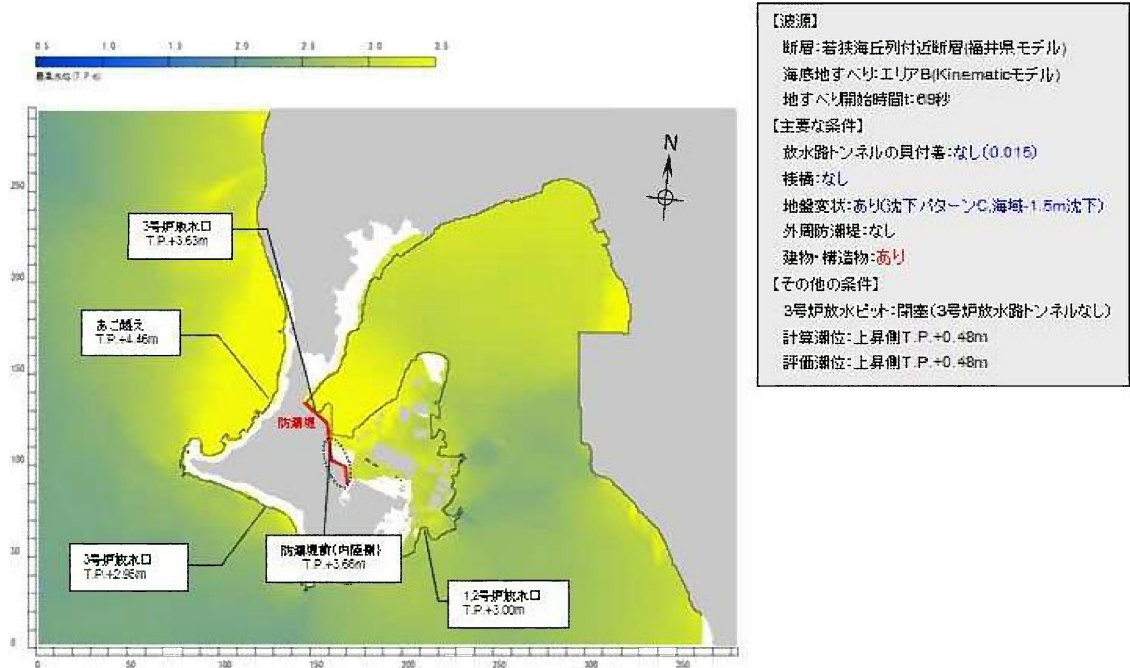 0.5 1.0 1.5 2.0 2.5 3.0 3.5
最高水位(T.P.m)
N
3号炉放水口
T.P.+3.63m
あご越え
T.P.+4.46m
防潮堤
3号炉放水口
T.P.+2.95m
防潮堤前(内陸側)
T.P.+3.66m
1,2号炉放水口
T.P.+3.00m
250
200
150
100
50
0
0 50 100 150 200 250 300 350
【波源】
断層:若狭海丘列付近断層(福井県モデル)
海底地すべり:エリアB(Kinematicモデル)
地すべり開始時間t:69秒
【主要な条件】
放水路トンネルの貝付着:なし(0.015)
桟橋:なし
地盤変状:あり(沈下パターンC,海域-1.5m沈下)
外周防潮堤:なし
建物・構造物:あり
【その他の条件】
3号炉放水ピット:閉塞(3号炉放水路トンネルなし)
計算潮位:上昇側T.P.+0.48m
評価潮位:上昇側T.P.+0.48m